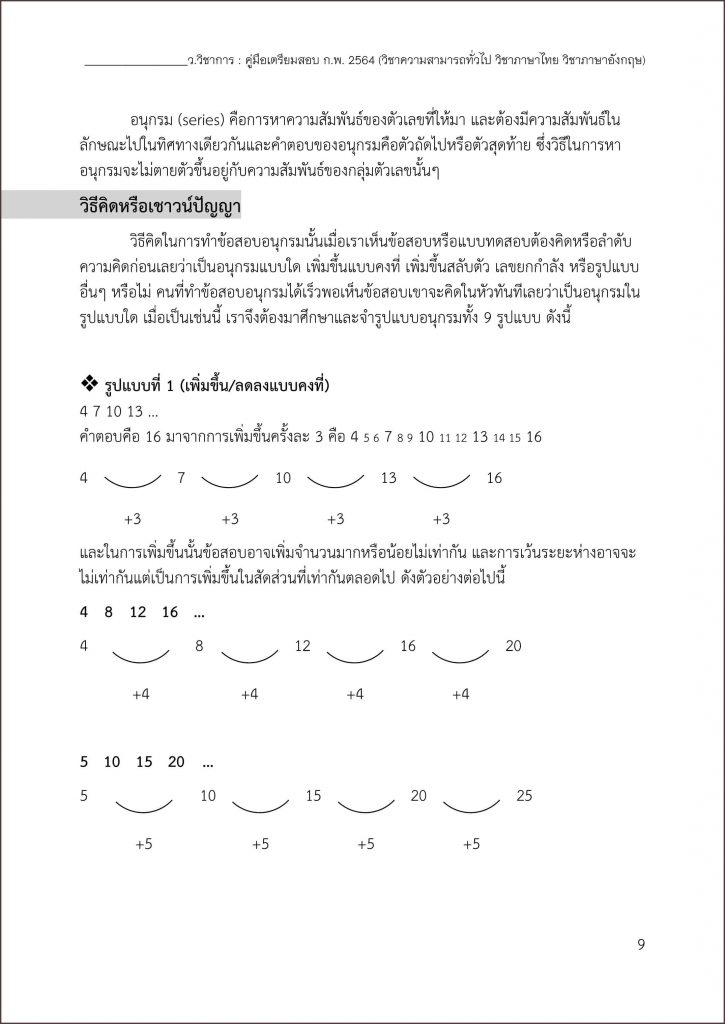 _________________ว.วิชาการ : คู่มือเตรียมสอบ ก.พ. 2564 (วิชาความสามารถทั่วไป วิชาภาษาไทย วิชาภาษาอังกฤษ)
อนุกรม (series) คือการหาความสัมพันธ์ของตัวเลขที่ให้มา และต้องมีความสัมพันธ์ใน
ลักษณะไปในทิศทางเดียวกันและคำตอบของอนุกรมคือตัวถัดไปหรือตัวสุดท้าย ซึ่งวิธีในการหา
อนุกรมจะไม่ตายตัวขึ้นอยู่กับความสัมพันธ์ของกลุ่มตัวเลขนั้นๆ
วิธีคิดหรือเชาวน์ปัญญา
วิธีคิดในการทำข้อสอบอนุกรมนั้นเมื่อเราเห็นข้อสอบหรือแบบทดสอบต้องคิดหรือลำดับ
ความคิดก่อนเลยว่าเป็นอนุกรมแบบใด เพิ่มขึ้นแบบคงที่ เพิ่มขึ้นสลับตัว เลขยกกำลัง หรือรูปแบบ
อื่นๆ หรือไม่ คนที่ทำข้อสอบอนุกรมได้เร็วพอเห็นข้อสอบเขาจะคิดในหัวทันทีเลยว่าเป็นอนุกรมใน
รูปแบบใด เมื่อเป็นเช่นนี้ เราจึงต้องมาศึกษาและจำรูปแบบอนุกรมทั้ง 9 รูปแบบ ดังนี้
❖ รูปแบบที่ 1 (เพิ่มขึ้น/ลดลงแบบคงที่)
4 7 10 13 ...
คำตอบคือ 16 มาจากการเพิ่มขึ้นครั้งละ 3 คือ 4 5 6 7 8 9 10 11 12 13 14 15 16
4 7 10 13 16
+3 +3 +3 +3
และในการเพิ่มขึ้นนั้นข้อสอบอาจเพิ่มจำนวนมากหรือน้อยไม่เท่ากัน และการเว้นระยะห่างอาจจะ
ไม่เท่ากันแต่เป็นการเพิ่มขึ้นในสัดส่วนที่เท่ากันตลอดไป ดังตัวอย่างต่อไปนี้
4 8 12 16 ...
4 8 12 16 20
+4 +4 +4 +4
5 10 15 20 ...
5 10 15 20 25
+5 +5 +5 +5
9